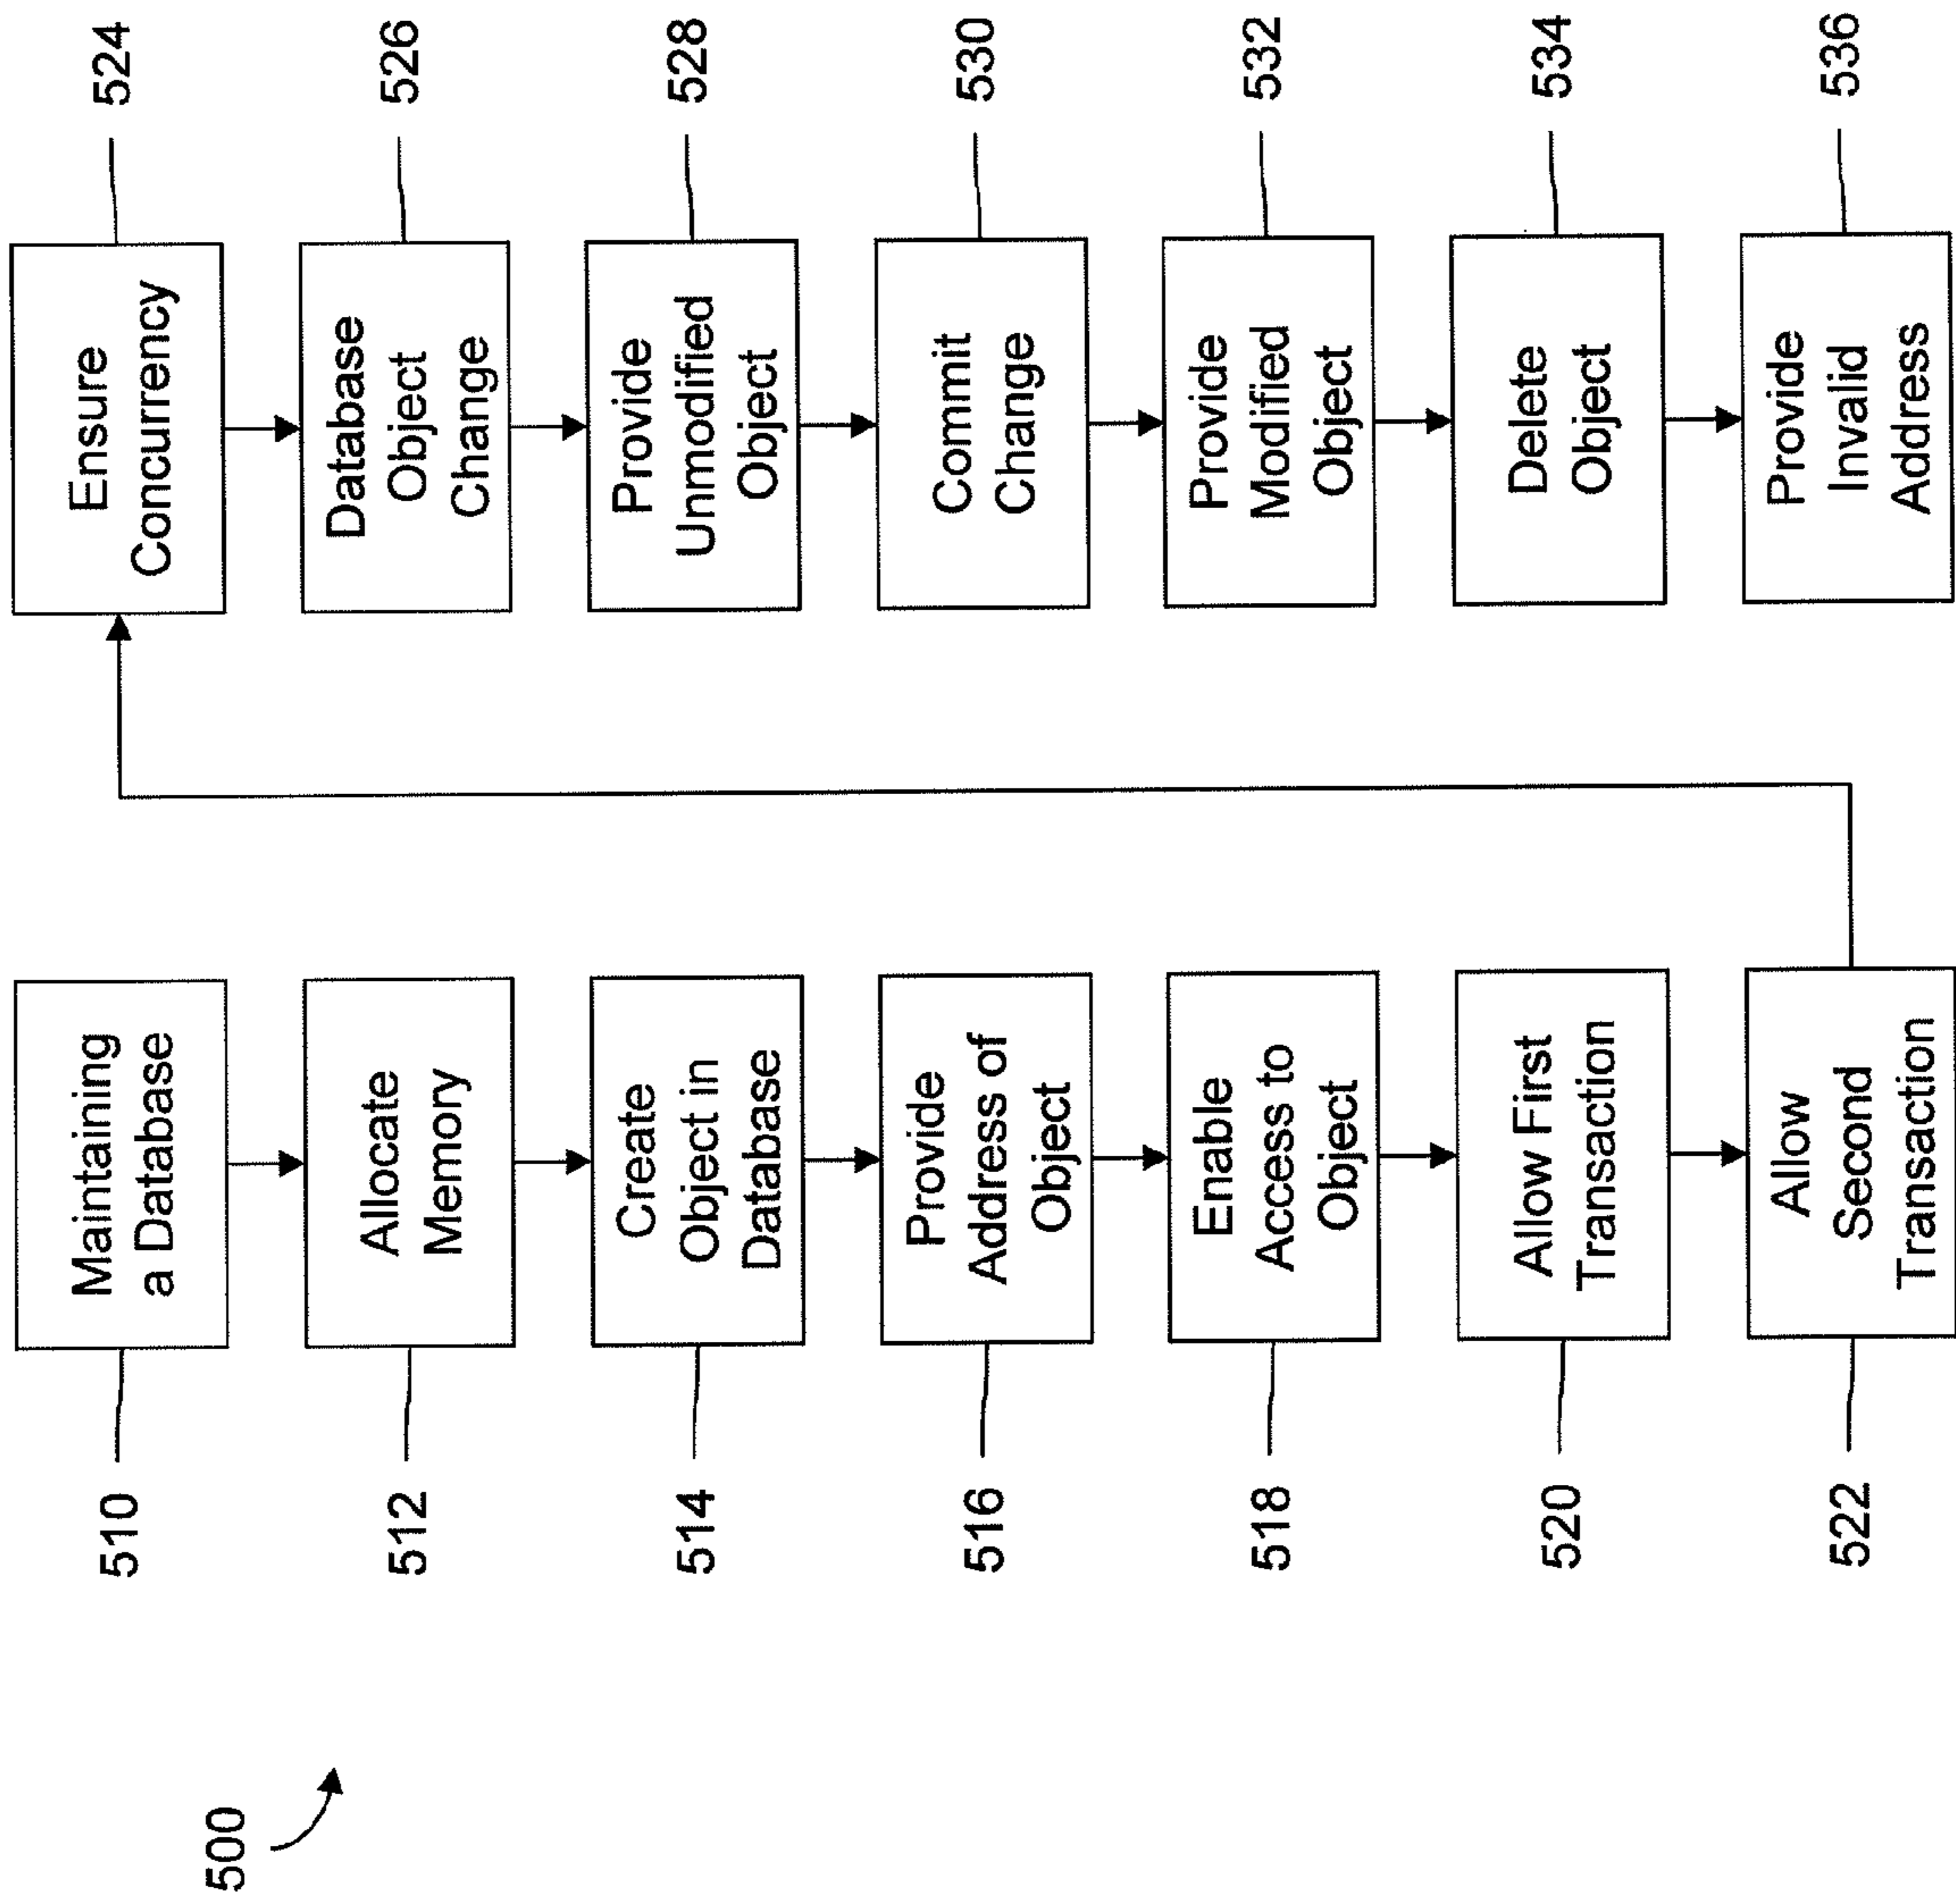 500
510
Maintaining
a Database
512
Allocate
Memory
514
Create
Object in
Database
516
Provide
Address of
Object
518
Enable
Access to
Object
520
Allow First
Transaction
522
Allow
Second
Transaction
524
Ensure
Concurrency
526
Database
Object
Change
528
Provide
Unmodified
Object
530
Commit
Change
532
Provide
Modified
Object
534
Delete
Object
536
Provide
Invalid
Address